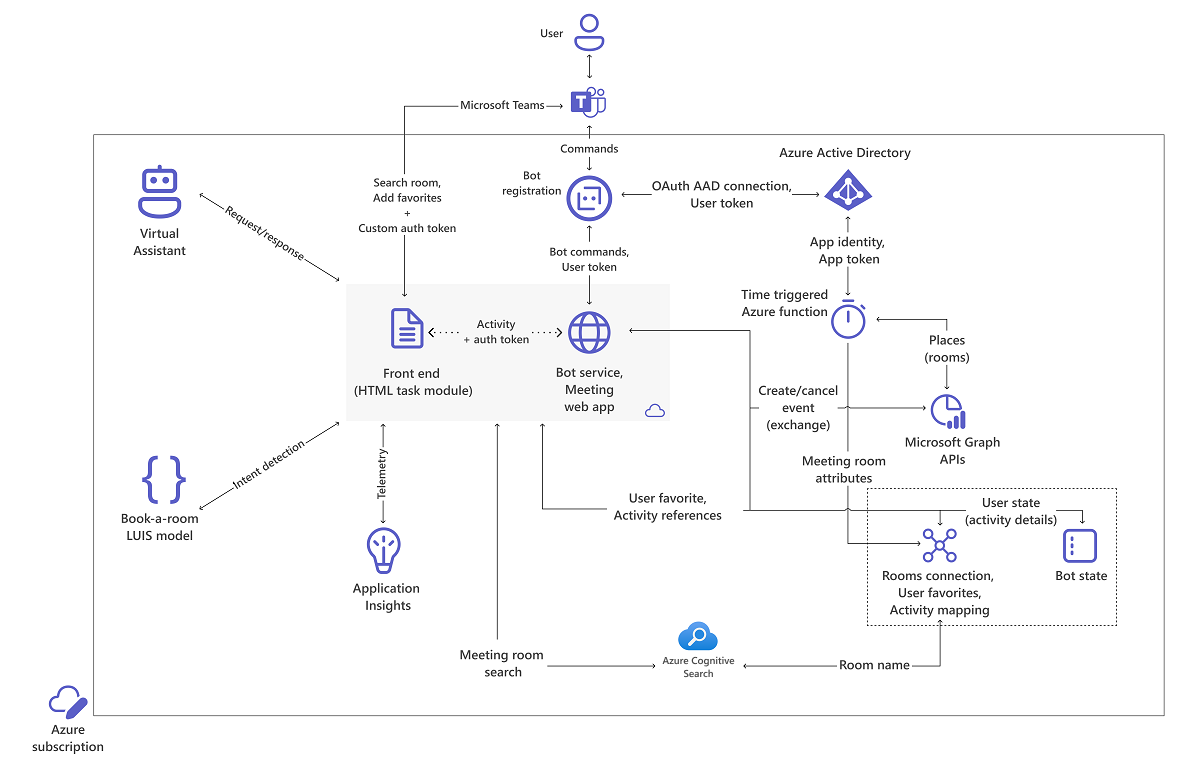 User
Microsoft Teams
T
Commands
Azure Active Directory
Bot
registration
OAuth AAD connection,
User token
Search room,
Add favorites
+
Custom auth token
Virtual
Assistant
Request/response
Bot commands,
User token
App identity,
App token
Time triggered
Azure function
Activity
+ auth token
Places
(rooms)
Front end
(HTML task module)
Bot service,
Meeting
web app
Create/cancel
event
(exchange)
Microsoft Graph
APIs
Intent detection
Telemetry
Meeting room
attributes
Book-a-room
LUIS model
User favorite,
Activity references
User state
(activity details)
Application
Insights
Rooms connection,
User favorites,
Activity mapping
Bot state
Meeting room
search
Azure Cognitive
Search
Room name
Azure
subscription